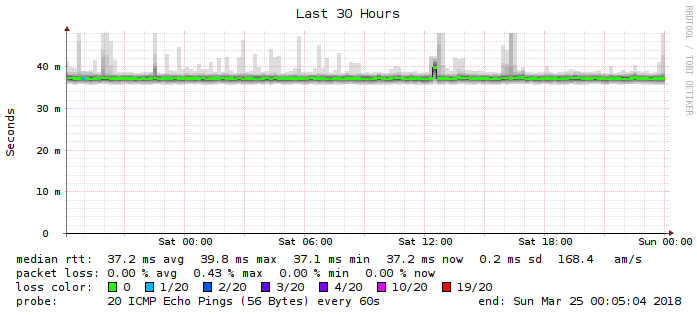 Last 30 Hours
RRDTOOL / TOBI OETIKER
Seconds
40 m
30 m
20 m
10 m
0
Sat 00:00 Sat 06:00 Sat 12:00 Sat 18:00 Sun 00:00
median rtt: 37.2 ms avg 39.8 ms max 37.1 ms min 37.2 ms now 0.2 ms sd 168.4 am/s
packet loss: 0.00 % avg 0.43 % max 0.00 % min 0.00 % now
loss color: 0 1/20 2/20 3/20 4/20 10/20 19/20
probe: 20 ICMP Echo Pings (56 Bytes) every 60s end: Sun Mar 25 00:05:04 2018